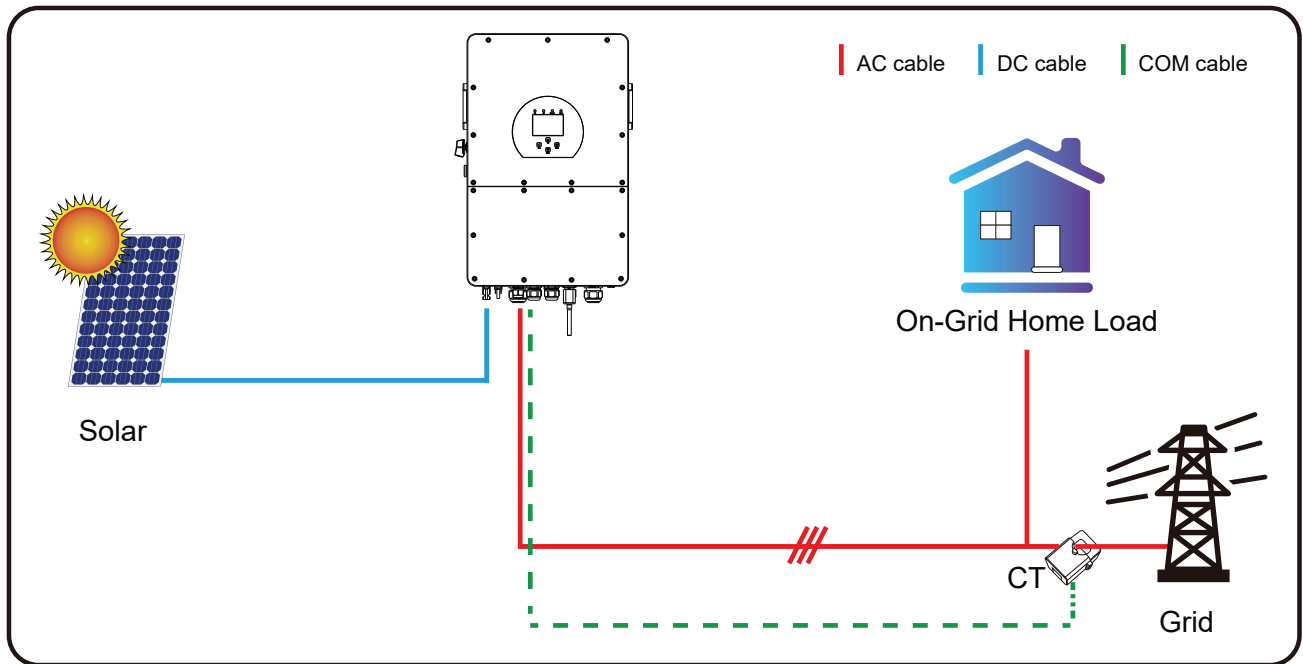 AC cable
DC cable
COM cable
On-Grid Home Load
Solar
CT
Grid